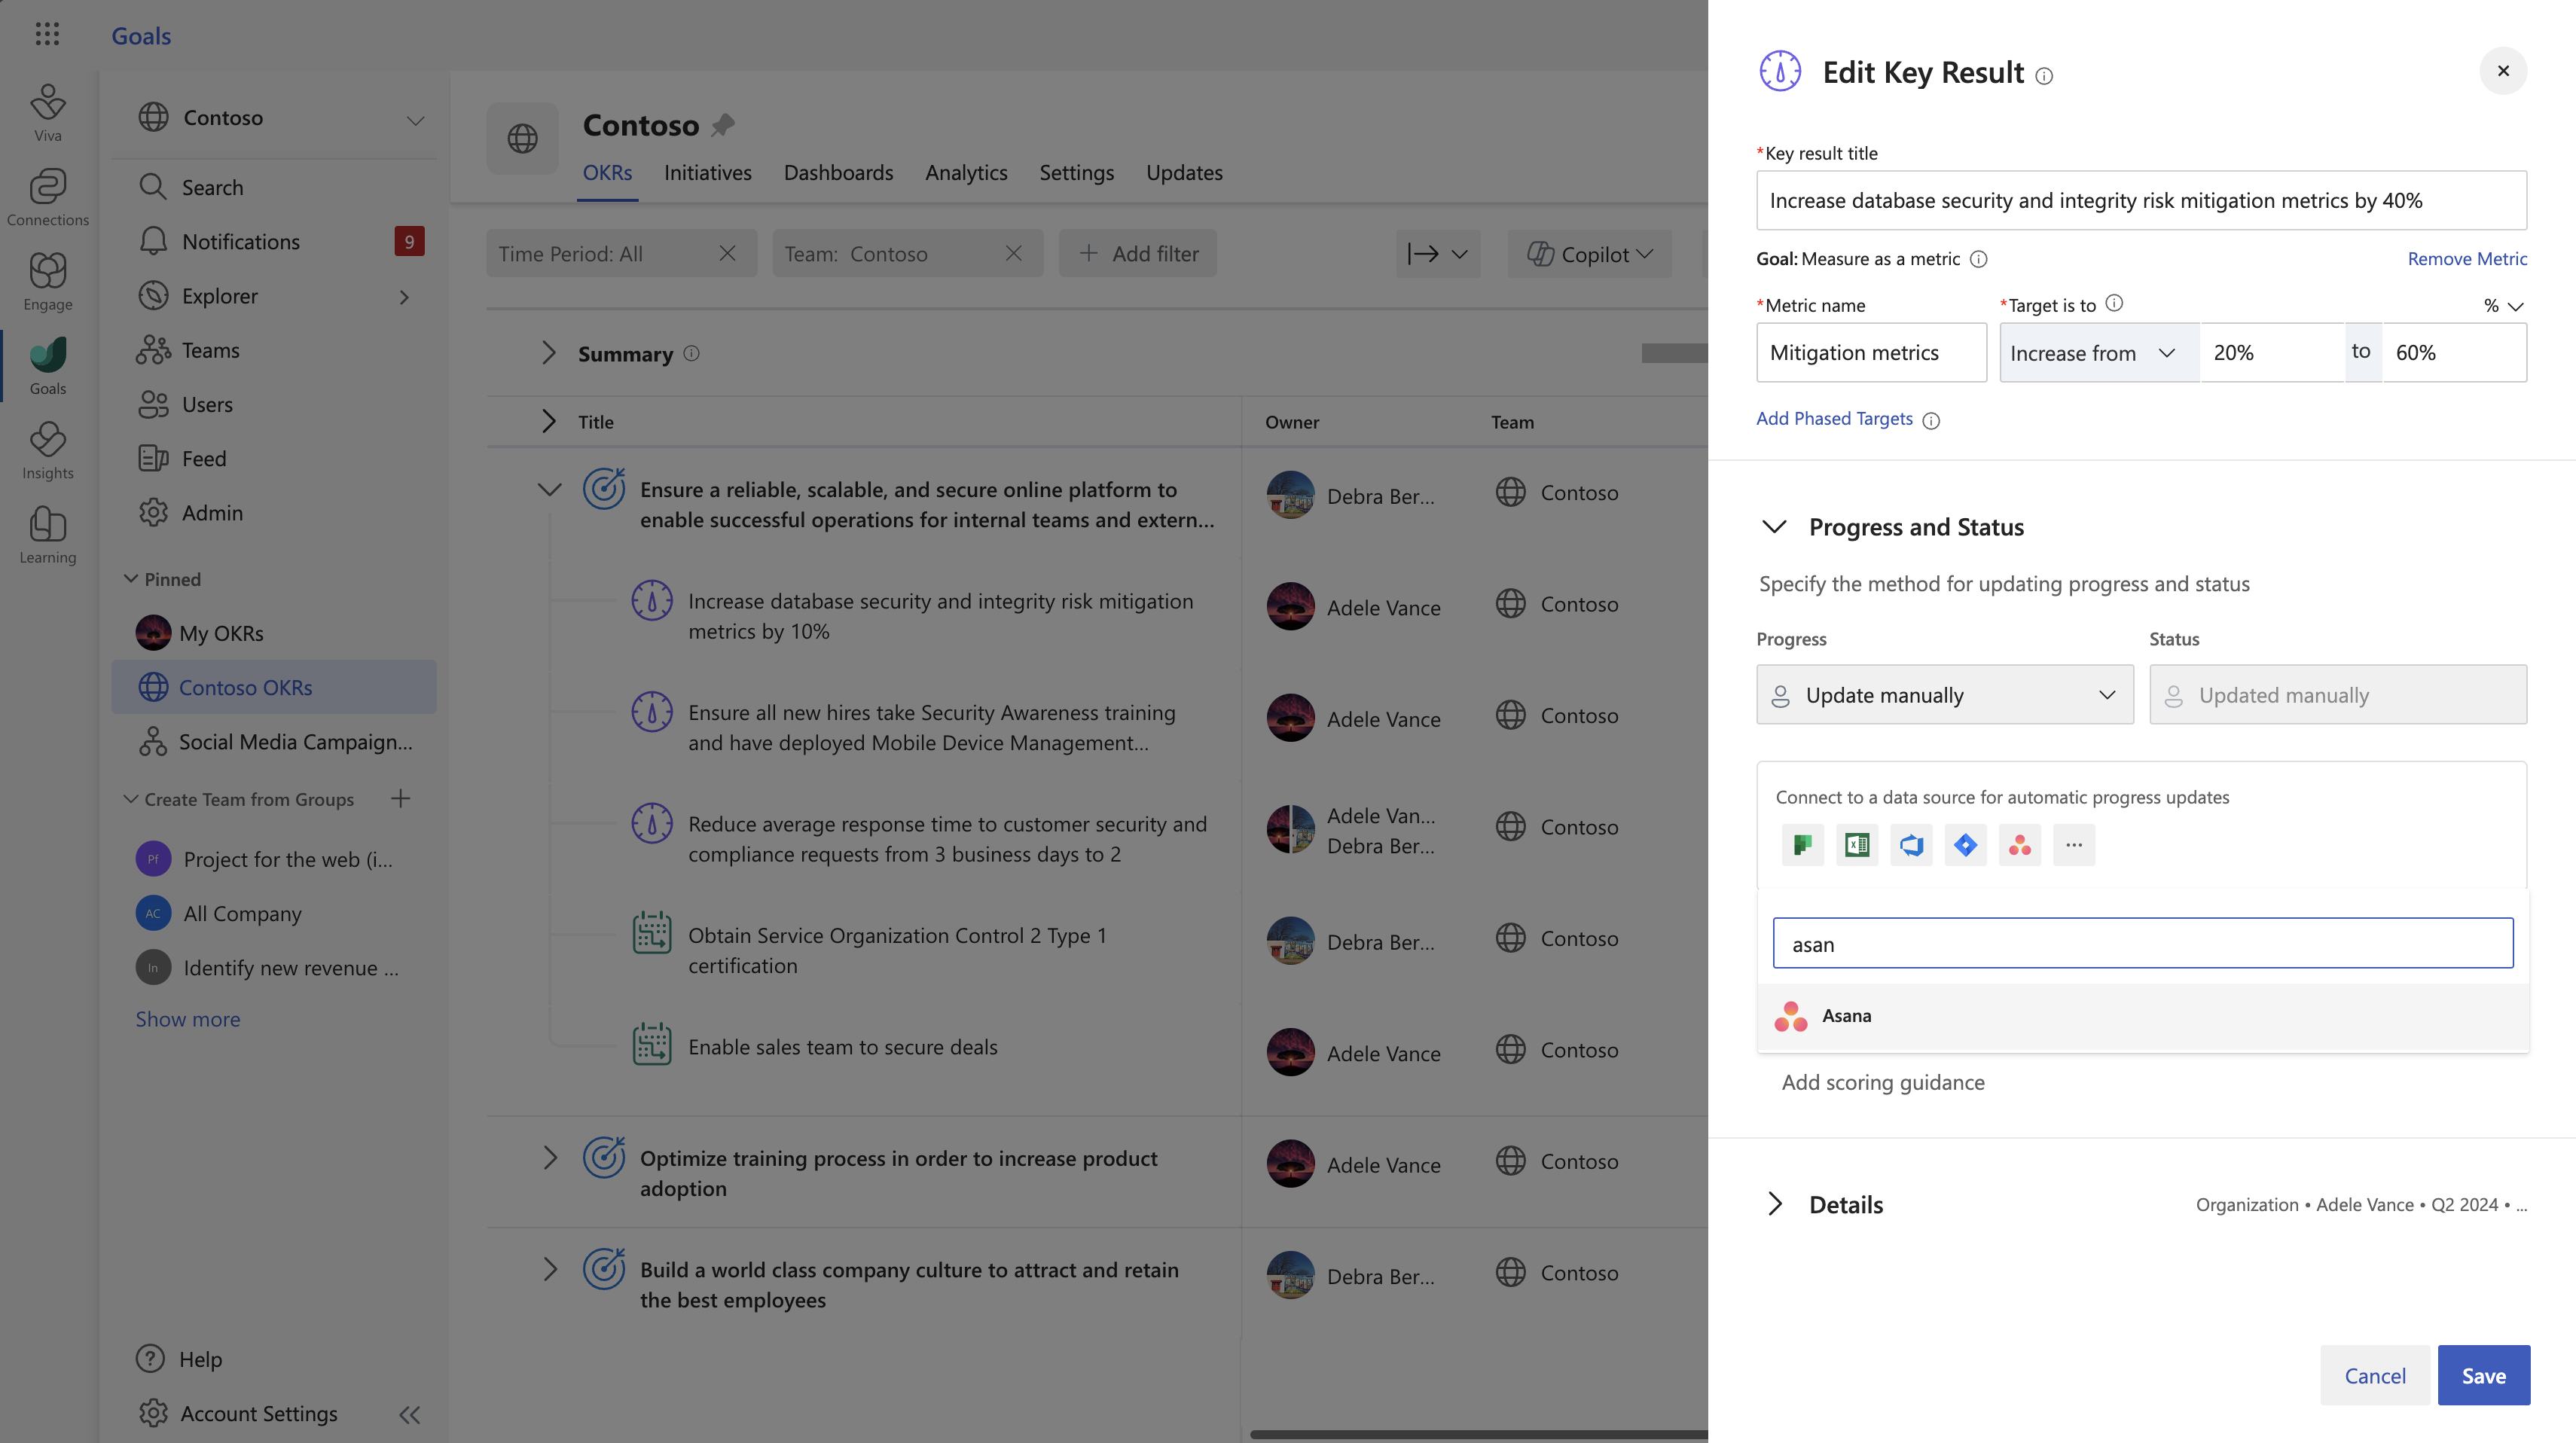 Goals
Viva
Connections
Engage
Goals
Insights
Learning
Contoso
Search
Notifications
9
Explorer
Teams
Users
Feed
Admin
Pinned
My OKRs
Contoso OKRs
Social Media Campaign...
Create Team from Groups
Pf
Project for the web (i...
AC
All Company
In
Identify new revenue ...
Show more
Help
Account Settings
Contoso
OKRs Initiatives Dashboards Analytics Settings Updates
Time Period: All
Team: Contoso
Add filter
Copilot
Summary
Title Owner Team
Ensure a reliable, scalable, and secure online platform to
enable successful operations for internal teams and extern...
Debra Ber...
Contoso
Increase database security and integrity risk mitigation
metrics by 10%
Adele Vance
Contoso
Ensure all new hires take Security Awareness training
and have deployed Mobile Device Management...
Adele Vance
Contoso
Reduce average response time to customer security and
compliance requests from 3 business days to 2
Adele Van...
Debra Ber...
Contoso
Obtain Service Organization Control 2 Type 1
certification
Debra Ber...
Contoso
Enable sales team to secure deals
Adele Vance
Contoso
Optimize training process in order to increase product
adoption
Adele Vance
Contoso
Build a world class company culture to attract and retain
the best employees
Debra Ber...
Contoso
Edit Key Result
*Key result title
Increase database security and integrity risk mitigation metrics by 40%
Goal: Measure as a metric
Remove Metric
*Metric name
*Target is to
%
Mitigation metrics
Increase from
20%
to
60%
Add Phased Targets
Progress and Status
Specify the method for updating progress and status
Progress
Status
Update manually
Updated manually
Connect to a data source for automatic progress updates
asan
Asana
Add scoring guidance
Details
Organization • Adele Vance • Q2 2024 • ...
Cancel
Save